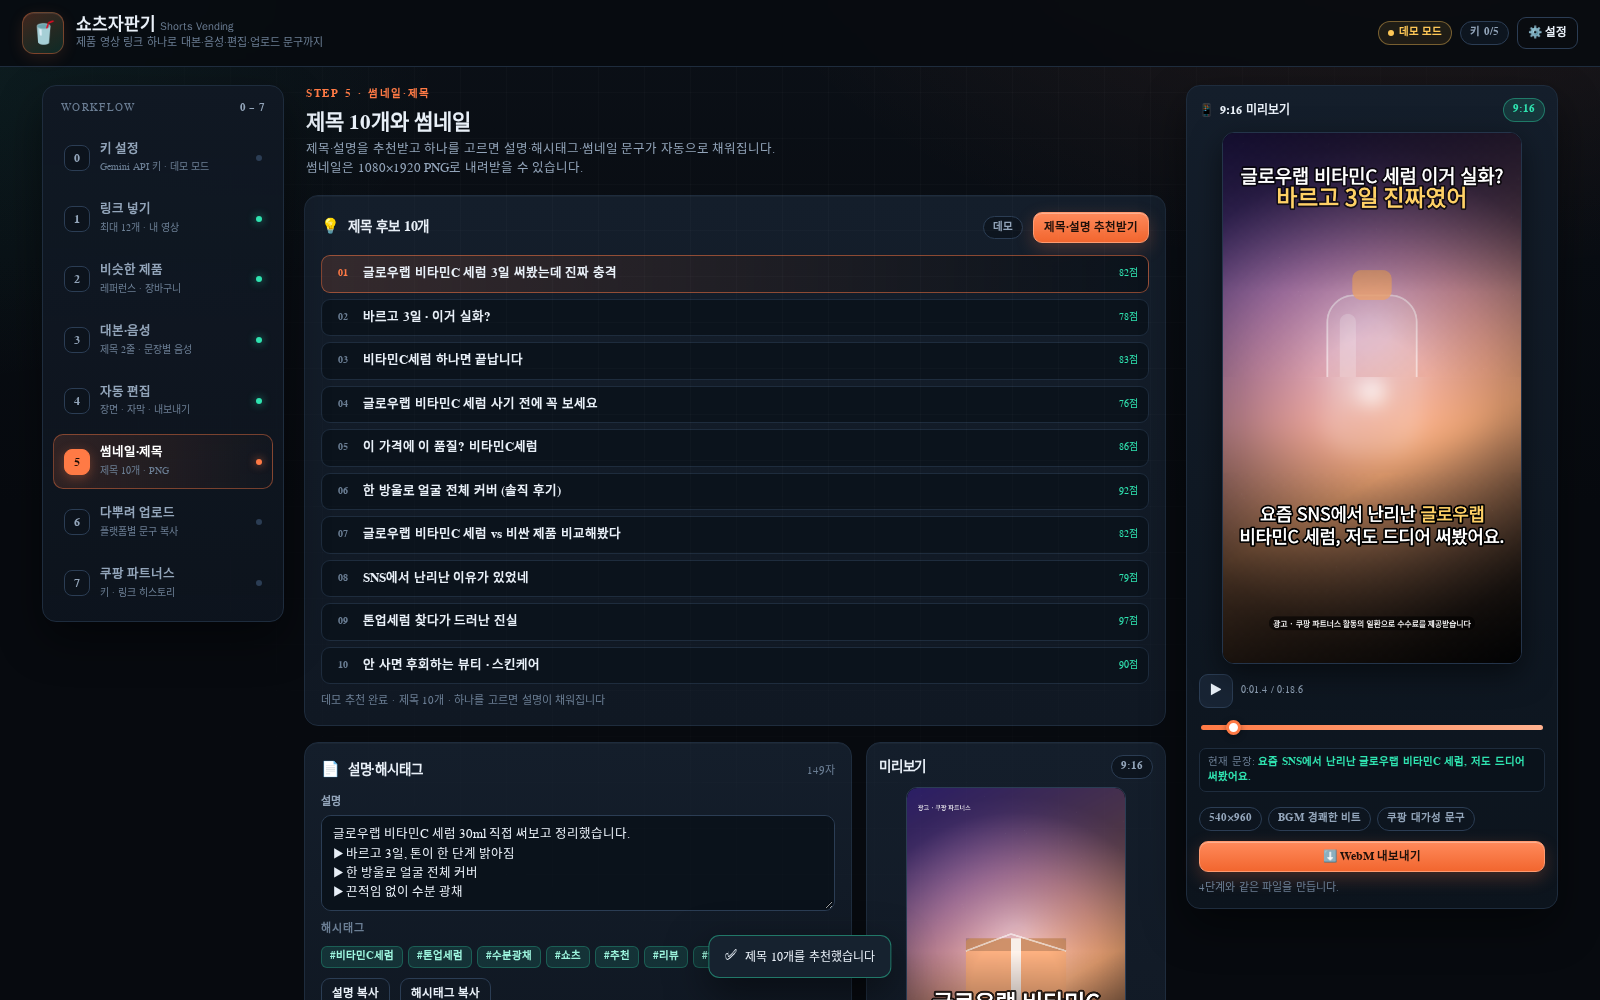 쇼츠자판기 Shorts Vending
제품 영상 링크 하나로 대본·음성·편집·업로드 문구까지
데모 모드
키 0/5
설정
WORKFLOW
0 – 7
0
키 설정
Gemini API 키 · 데모 모드
1
링크 넣기
최대 12개 · 내 영상
2
비슷한 제품
레퍼런스 · 장바구니
3
대본·음성
제목 2줄 · 문장별 음성
4
자동 편집
장면 · 자막 · 내보내기
5
썸네일·제목
제목 10개 · PNG
6
다뿌려 업로드
플랫폼별 문구 복사
7
쿠팡 파트너스
키 · 링크 히스토리
STEP 5 · 썸네일·제목
제목 10개와 썸네일
제목·설명을 추천받고 하나를 고르면 설명·해시태그·썸네일 문구가 자동으로 채워집니다.
썸네일은 1080×1920 PNG로 내려받을 수 있습니다.
제목 후보 10개
데모
제목·설명 추천받기
01 글로우랩 비타민C 세럼 3일 써봤는데 진짜 충격 82점
02 바르고 3일 · 이거 실화? 78점
03 비타민C세럼 하나면 끝납니다 83점
04 글로우랩 비타민C 세럼 사기 전에 꼭 보세요 76점
05 이 가격에 이 품질? 비타민C세럼 86점
06 한 방울로 얼굴 전체 커버 (솔직 후기) 92점
07 글로우랩 비타민C 세럼 vs 비싼 제품 비교해봤다 82점
08 SNS에서 난리난 이유가 있었네 79점
09 톤업세럼 찾다가 드러난 진실 97점
10 안 사면 후회하는 뷰티 · 스킨케어 90점
데모 추천 완료 · 제목 10개 · 하나를 고르면 설명이 채워집니다
설명·해시태그
149자
설명
글로우랩 비타민C 세럼 30ml 직접 써보고 정리했습니다.
▶ 바르고 3일, 톤이 한 단계 밝아짐
▶ 한 방울로 얼굴 전체 커버
▶ 끈적임 없이 수분 광채
해시태그
#비타민C세럼 #톤업세럼 #수분광채 #쇼츠 #추천 #리뷰 #
설명 복사
해시태그 복사
미리보기
9:16
광고 · 쿠팡 파트너스
글로우랩 비타민C
제목 10개를 추천했습니다
9:16 미리보기
9:16
글로우랩 비타민C 세럼 이거 실화?
바르고 3일 진짜였어
요즘 SNS에서 난리난 글로우랩
비타민C 세럼, 저도 드디어 써봤어요.
광고 · 쿠팡 파트너스 활동의 일환으로 수수료를 제공받습니다
0:01.4 / 0:18.6
현재 문장: 요즘 SNS에서 난리난 글로우랩 비타민C 세럼, 저도 드디어
써봤어요.
540×960
BGM 경쾌한 비트
쿠팡 대가성 문구
WebM 내보내기
4단계와 같은 파일을 만듭니다.